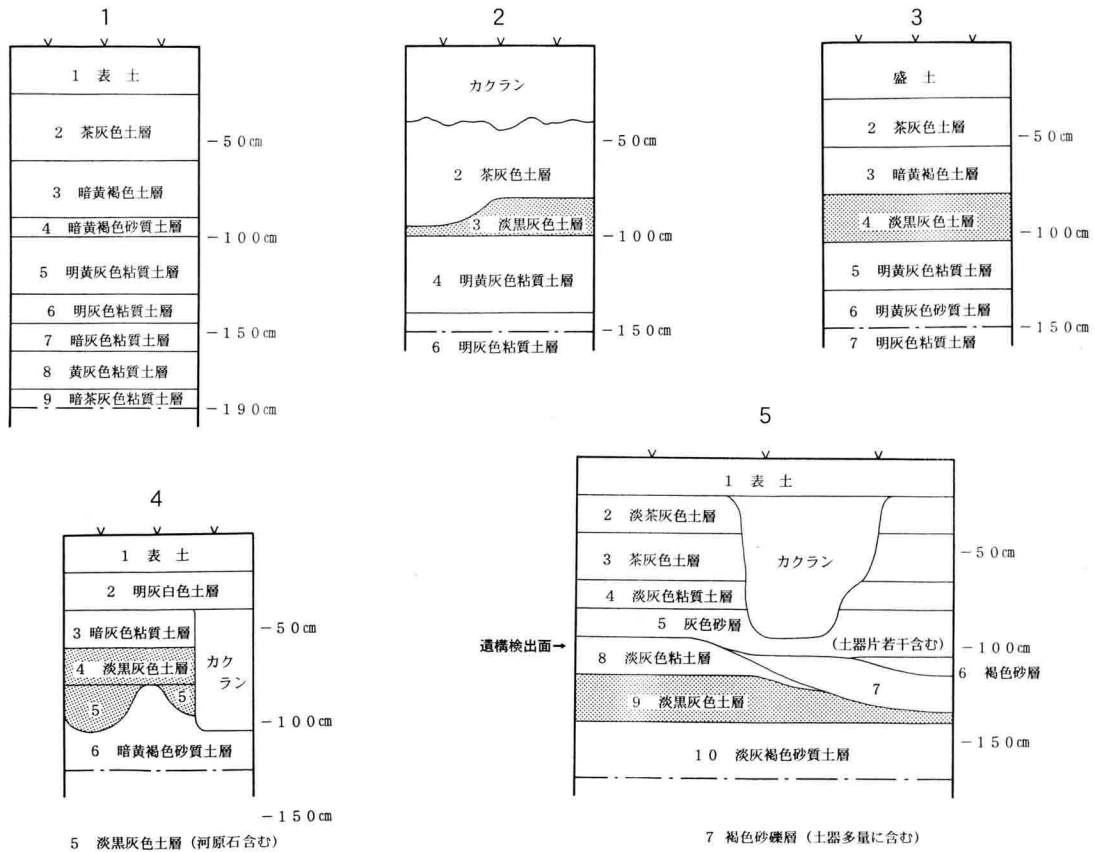 1
1 表土
2 茶灰色土層
-50cm
3 暗黄褐色土層
4 暗黄褐色砂質土層
-100cm
5 明黄灰色粘質土層
6 明灰色粘質土層
-150cm
7 暗灰色粘質土層
8 黄灰色粘質土層
9 暗茶灰色粘質土層
-190cm
2
カクラン
-50cm
2 茶灰色土層
3 淡黒灰色土層
-100cm
4 明黄灰色粘質土層
-150cm
6 明灰色粘質土層
3
盛土
2 茶灰色土層
-50cm
3 暗黄褐色土層
4 淡黒灰色土層
-100cm
5 明黄灰色粘質土層
6 明黄灰色砂質土層
-150cm
7 明灰色粘質土層
4
1 表土
2 明灰白色土層
-50cm
3 暗灰色粘質土層
カクラン
4 淡黒灰色土層
5
5
-100cm
6 暗黄褐色砂質土層
-150cm
5 淡黒灰色土層(河原石含む)
5
1 表土
2 淡茶灰色土層
-50cm
3 茶灰色土層
カクラン
4 淡灰色粘質土層
5 灰色砂層
(土器片若干含む)
遺構検出面→
-100cm
8 淡灰色粘土層
6 褐色砂層
7
9 淡黒灰色土層
-150cm
10 淡灰褐色砂質土層
7 褐色砂礫層(土器多量に含む)